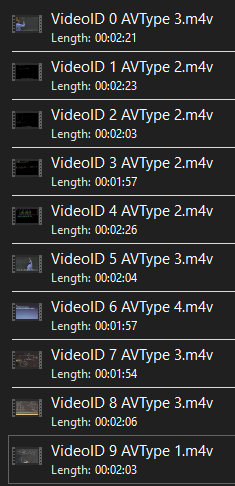 VideoID 0 AVType 3.m4v
Length: 00:02:21
VideoID 1 AVType 2.m4v
Length: 00:02:23
VideoID 2 AVType 2.m4v
Length: 00:02:03
VideoID 3 AVType 2.m4v
Length: 00:01:57
VideoID 4 AVType 2.m4v
Length: 00:02:26
VideoID 5 AVType 3.m4v
Length: 00:02:04
VideoID 6 AVType 4.m4v
Length: 00:01:57
VideoID 7 AVType 3.m4v
Length: 00:01:54
VideoID 8 AVType 3.m4v
Length: 00:02:06
VideoID 9 AVType 1.m4v
Length: 00:02:03